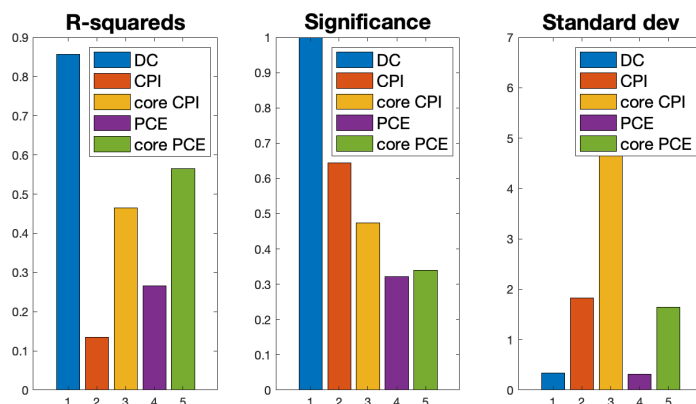 R-squareds
0.9
0.8
0.7
0.6
0.5
0.4
0.3
0.2
0.1
0
1 2 3 4 5
DC
CPI
core CPI
PCE
core PCE
Significance
1
0.9
0.8
0.7
0.6
0.5
0.4
0.3
0.2
0.1
0
1 2 3 4 5
DC
CPI
core CPI
PCE
core PCE
Standard dev
7
6
5
4
3
2
1
0
1 2 3 4 5
DC
CPI
core CPI
PCE
core PCE